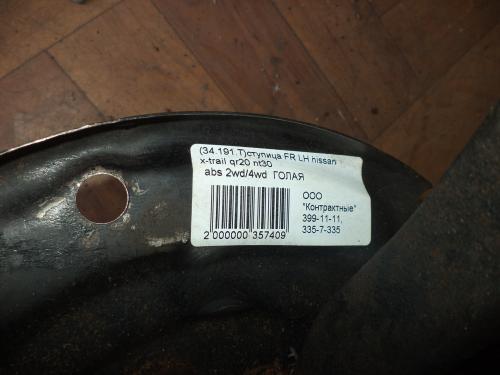 (34.191.T)ступица FR LH nissan
x-trail qr20 nt30
abs 2wd/4wd ГОЛАЯ
ООО
"Контрактные"
399-11-11,
335-7-335
2 000000 357409